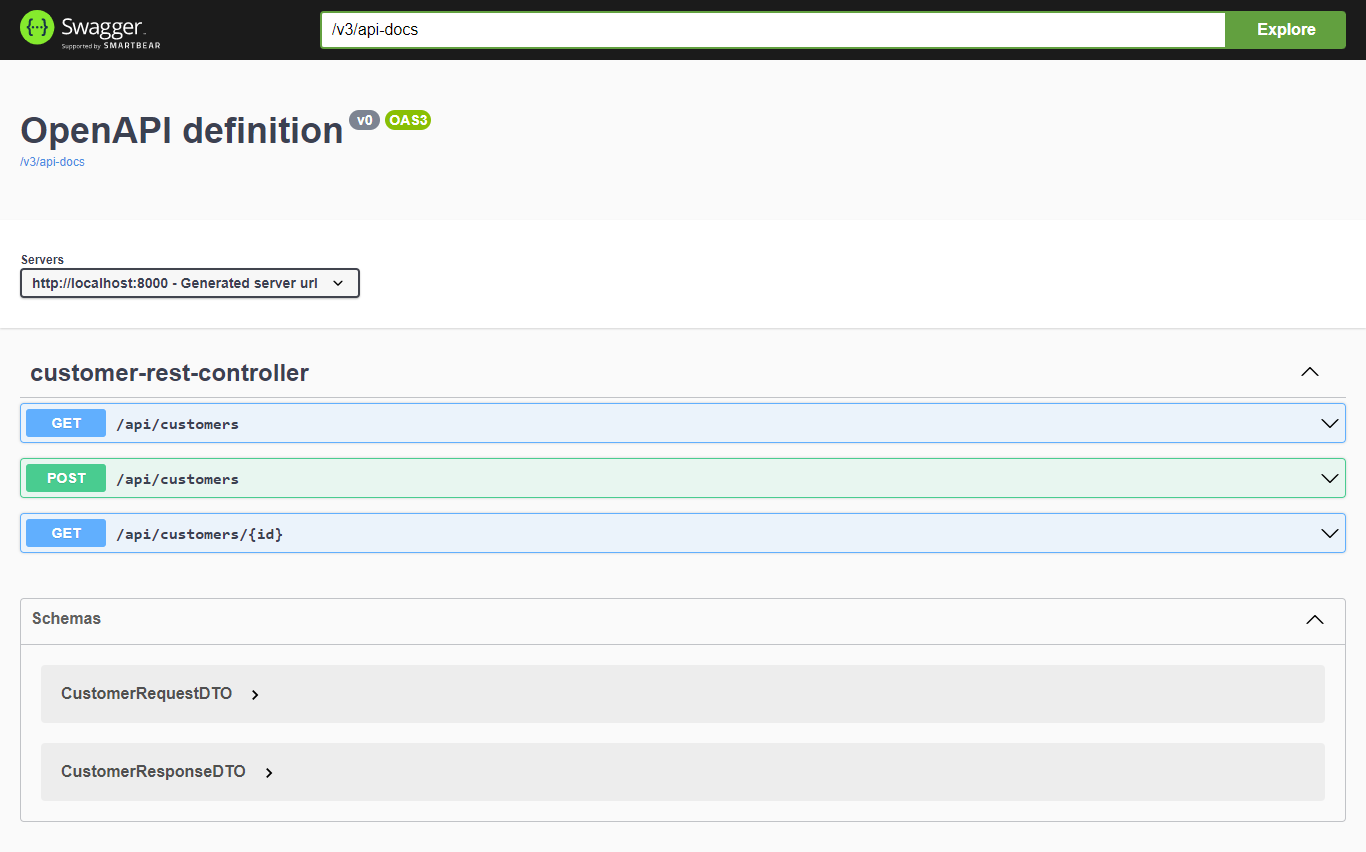 Swagger
Supported by SMARTBEAR
/v3/api-docs
Explore
OpenAPI definition v0 OAS3
/v3/api-docs
Servers
http://localhost:8000 - Generated server url
customer-rest-controller
GET /api/customers
POST /api/customers
GET /api/customers/{id}
Schemas
CustomerRequestDTO
CustomerResponseDTO